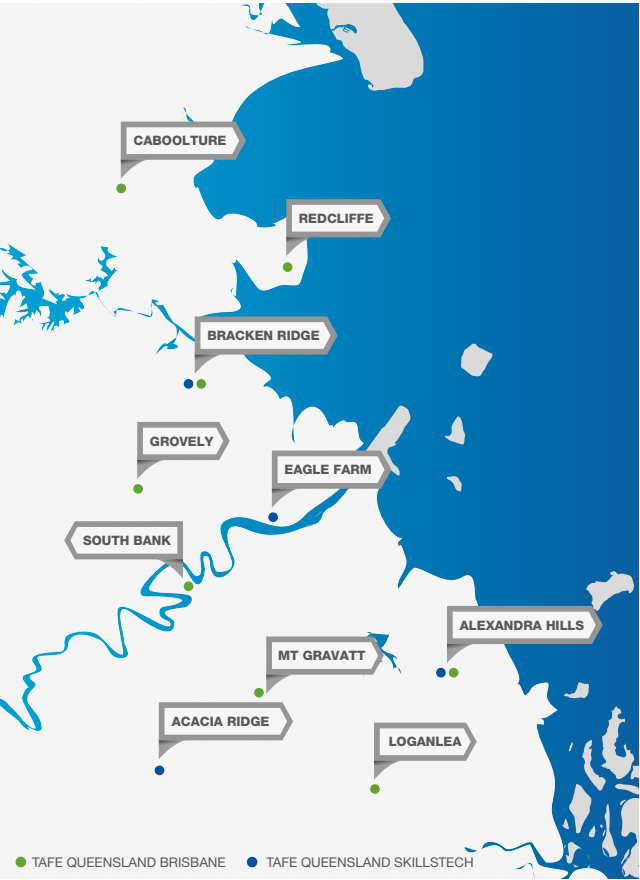 CABOOLTURE
REDCLIFFE
BRACKEN RIDGE
GROVELY
EAGLE FARM
SOUTH BANK
ALEXANDRA HILLS
MT GRAVATT
ACACIA RIDGE
LOGANLEA
TAFE QUEENSLAND BRISBANE TAFE QUEENSLAND SKILLSTECH